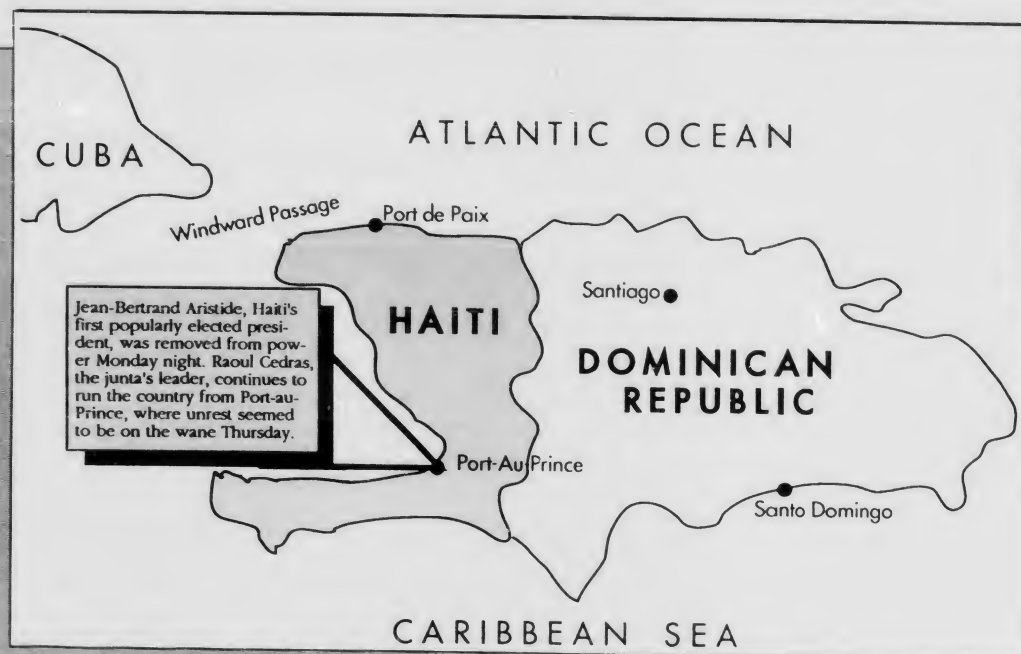 ATLANTIC OCEAN
CUBA
Windward Passage
Port de Paix
Jean-Bertrand Aristide, Haiti's
first popularly elected presi-
dent, was removed from pow-
er Monday night. Raoul Cedras,
the junta's leader, continues to
run the country from Port-au-
Prince, where unrest seemed
to be on the wane Thursday.
HAITI
Santiago
DOMINICAN
REPUBLIC
Port-Au-Prince
Santo Domingo
CARIBBEAN SEA